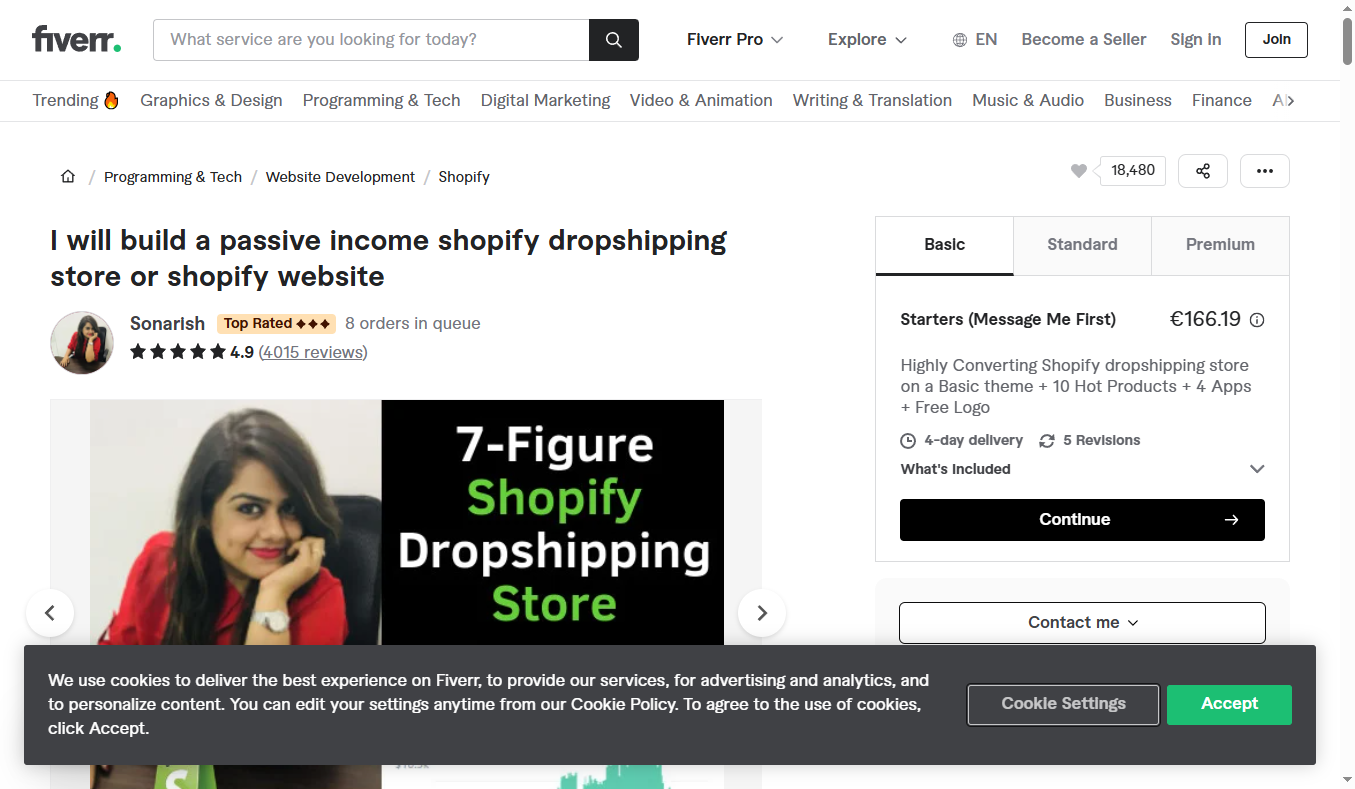 fiverr.
What service are you looking for today?
Fiverr Pro
Explore
EN
Become a Seller
Sign in
Join
Trending
Graphics & Design
Programming & Tech
Digital Marketing
Video & Animation
Writing & Translation
Music & Audio
Business
Finance
/ Programming & Tech / Website Development / Shopify
18,480
I will build a passive income shopify dropshipping
store or shopify website
Sonarish
Top Rated
8 orders in queue
4.9 (4015 reviews)
7-Figure
Shopify
Dropshipping
Store
Basic
Standard
Premium
Starters (Message Me First)
€166.19
Highly Converting Shopify dropshipping store
on a Basic theme + 10 Hot Products + 4 Apps
+ Free Logo
4-day delivery
5 Revisions
What's Included
Continue
Contact me
We use cookies to deliver the best experience on Fiverr, to provide our services, for advertising and analytics, and
to personalize content. You can edit your settings anytime from our Cookie Policy. To agree to the use of cookies,
click Accept.
Cookie Settings
Accept